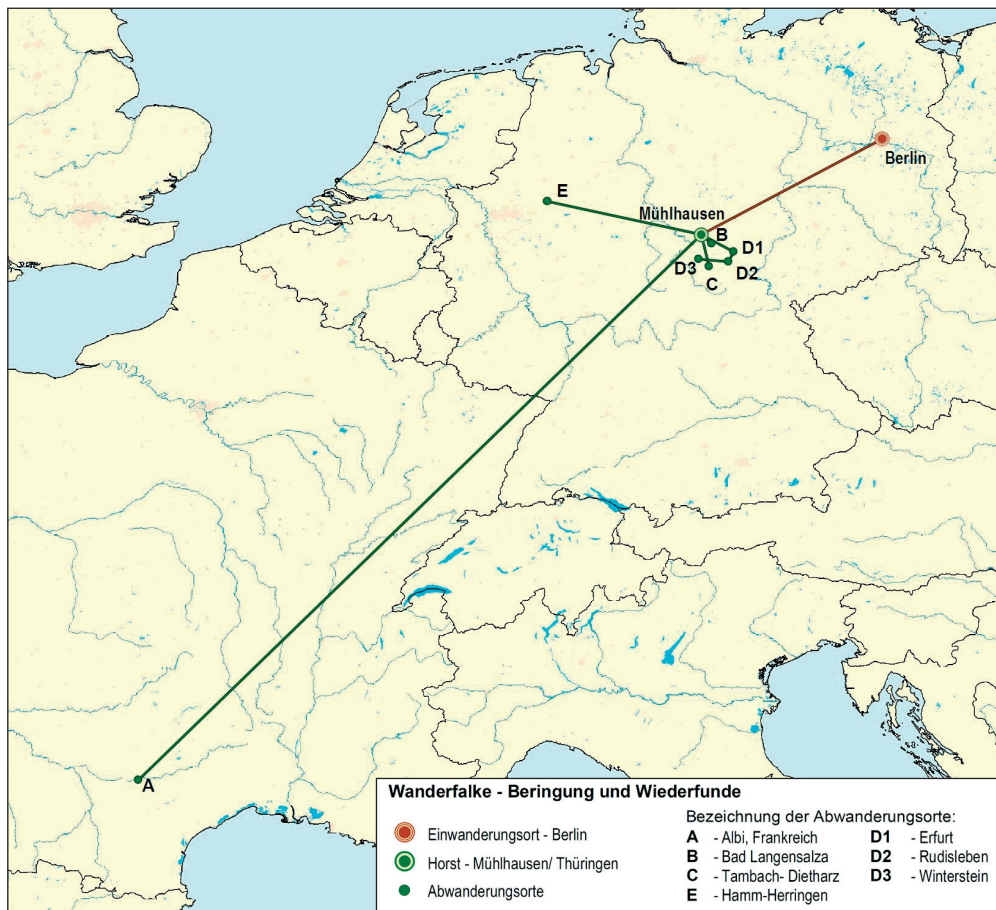 Berlin
E
Mühlhausen
B
D1
D3
D2
C
A
Wanderfalke - Beringung und Wiederfunde
Einwanderungsort - Berlin
Horst - Mühlhausen/ Thüringen
Abwanderungsorte
Bezeichnung der Abwanderungsorte:
A - Albi, Frankreich
B - Bad Langensalza
C - Tambach- Dietharz
E - Hamm-Herringen
D1 - Erfurt
D2 - Rudisleben
D3 - Winterstein